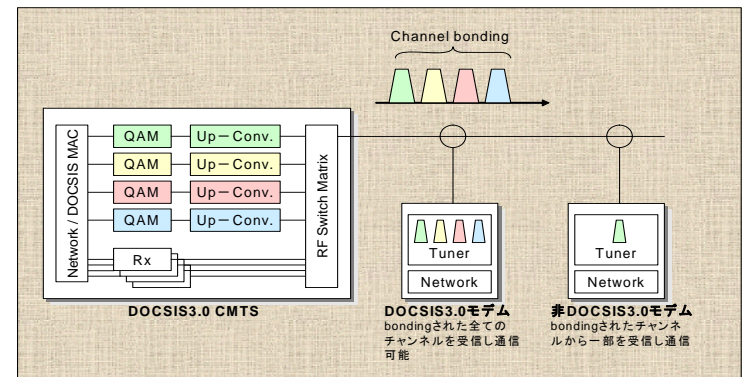 Channel bonding
Network / DOCSIS MAC
QAM
Up－Conv.
QAM
Up－Conv.
QAM
Up－Conv.
QAM
Up－Conv.
Rx
RF Switch Matrix
DOCSIS3.0 CMTS
Tuner
Network
DOCSIS3.0モデム
bondingされた全ての
チャンネルを受信し通信
可能
Tuner
Network
非DOCSIS3.0モデム
bondingされたチャンネ
ルから一部を受信し通信